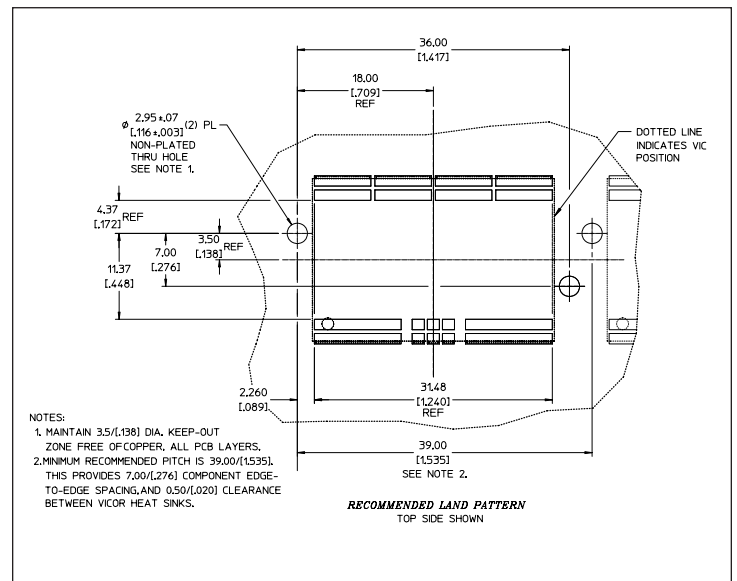 36.00
[1.417]
18.00
[.709]
REF
ø 2.95±.07
[.116±.003] (2) PL
NON-PLATED
THRU HOLE
SEE NOTE 1.
DOTTED LINE
INDICATES VIC
POSITION
4.37
[.172] REF
3.50
[.138] REF
7.00
[.276]
11.37
[.448]
2.260
[.089]
31.48
[1.240]
REF
39.00
[1.535]
SEE NOTE 2.
NOTES:
1. MAINTAIN 3.5/[.138] DIA. KEEP-OUT
ZONE FREE OFCOPPER, ALL PCB LAYERS.
2.MINIMUM RECOMMENDED PITCH IS 39.00/[1.535].
THIS PROVIDES 7.00/[.276] COMPONENT EDGE-
TO-EDGE SPACING,AND 0.50/[.020] CLEARANCE
BETWEEN VICOR HEAT SINKS.
RECOMMENDED LAND PATTERN
TOP SIDE SHOWN